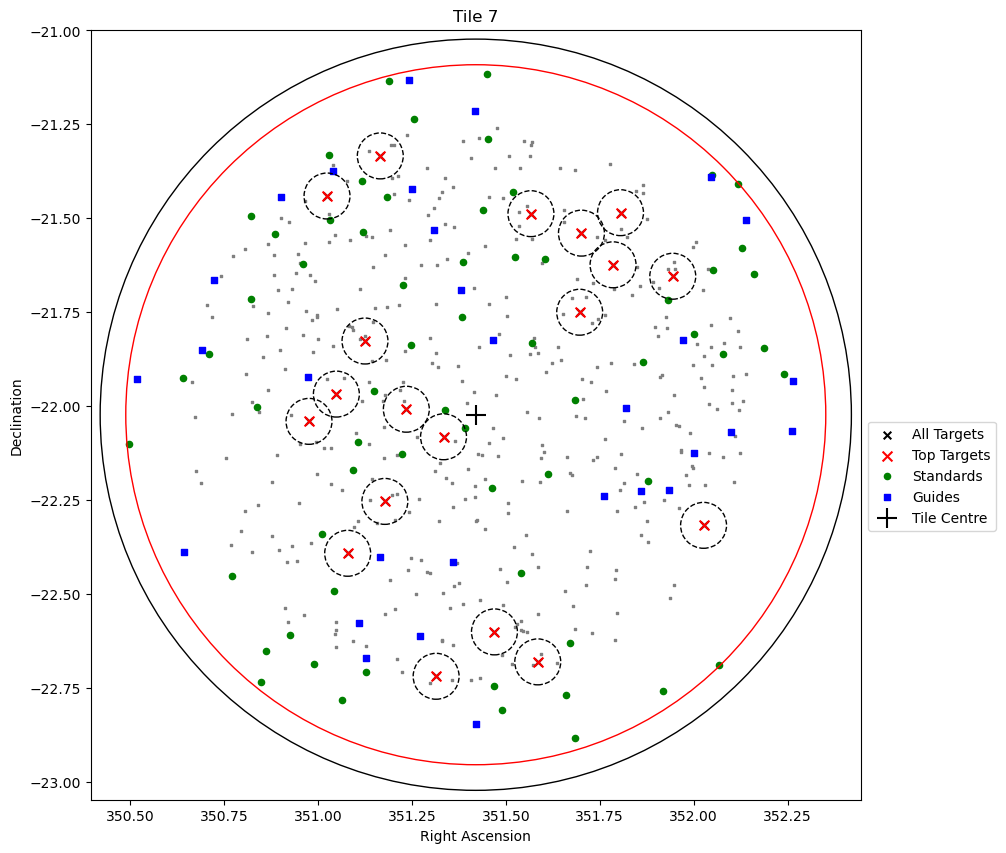 Tile 7
−21.00
−21.25
−21.50
−21.75
−22.00
−22.25
−22.50
−22.75
−23.00
Declination
350.50 350.75 351.00 351.25 351.50 351.75 352.00 352.25
Right Ascension
All Targets
Top Targets
Standards
Guides
Tile Centre